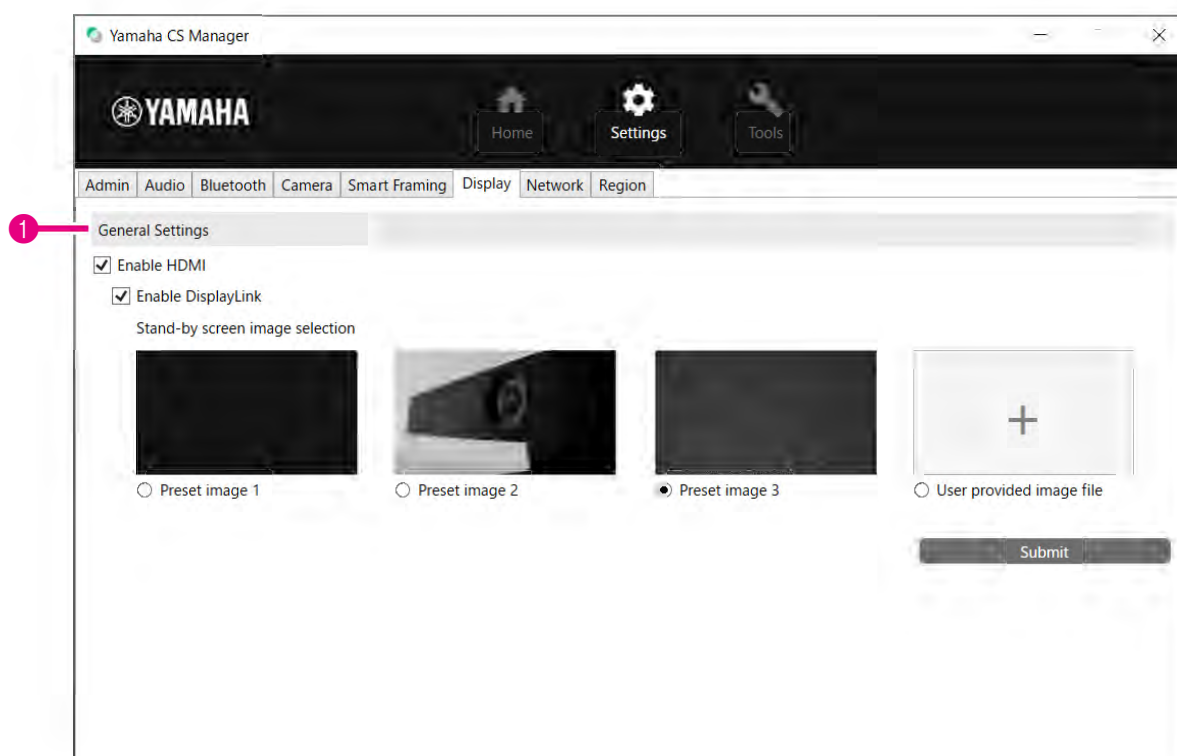 Yamaha CS Manager
YAMAHA
Home Settings Tools
Admin Audio Bluetooth Camera Smart Framing Display Network Region
1 General Settings
Enable HDMI
Enable DisplayLink
Stand-by screen image selection
Preset image 1 Preset image 2 Preset image 3 User provided image file
Submit